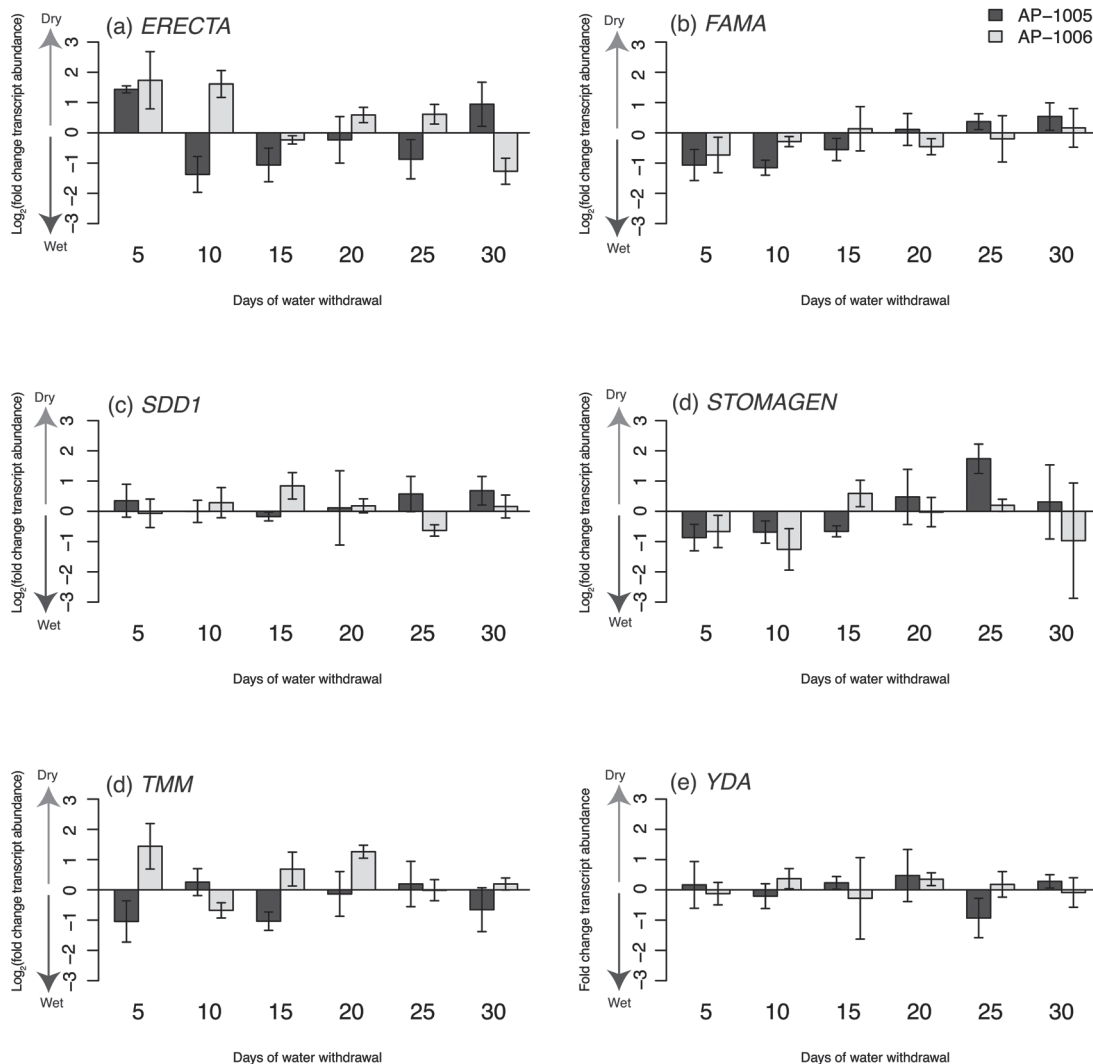 (a) ERECTA
Dry
Log2(fold change transcript abundance)
3
2
1
0
−1
−2
−3
Wet
5 10 15 20 25 30
Days of water withdrawal
(b) FAMA
AP−1005
AP−1006
Dry
Log2(fold change transcript abundance)
3
2
1
0
−1
−2
−3
Wet
5 10 15 20 25 30
Days of water withdrawal
(c) SDD1
Dry
Log2(fold change transcript abundance)
3
2
1
0
−1
−2
−3
Wet
5 10 15 20 25 30
Days of water withdrawal
(d) STOMAGEN
Dry
Log2(fold change transcript abundance)
3
2
1
0
−1
−2
−3
Wet
5 10 15 20 25 30
Days of water withdrawal
(d) TMM
Dry
Log2(fold change transcript abundance)
3
2
1
0
−1
−2
−3
Wet
5 10 15 20 25 30
Days of water withdrawal
(e) YDA
Dry
Fold change transcript abundance
3
2
1
0
−1
−2
−3
Wet
5 10 15 20 25 30
Days of water withdrawal